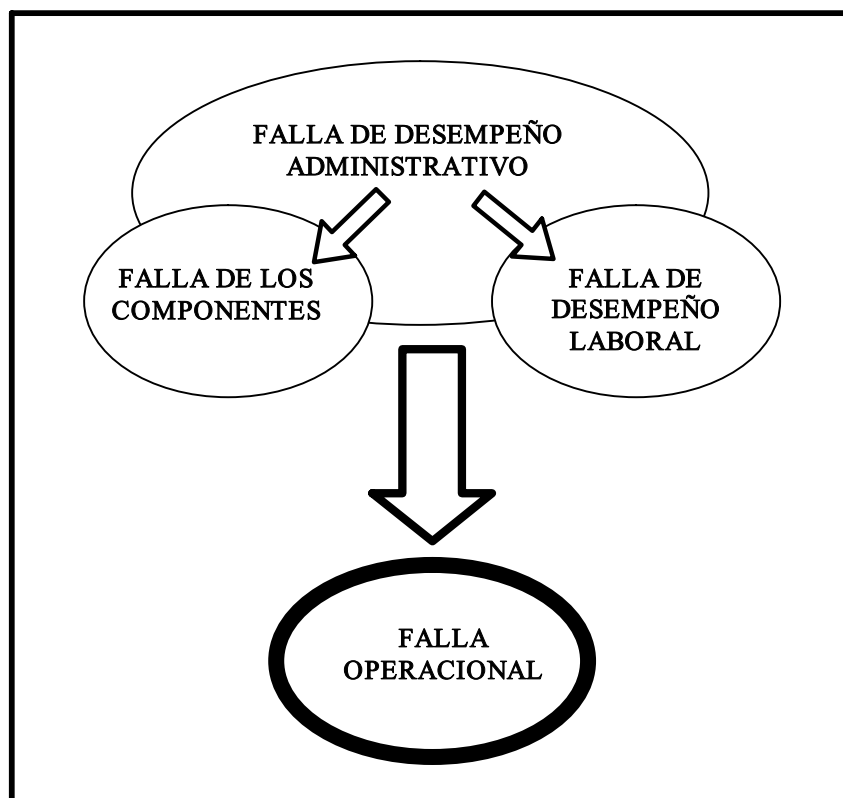 FALLA DE DESEMPEÑO
ADMINISTRATIVO
FALLA DE LOS
COMPONENTES
FALLA DE
DESEMPEÑO
LABORAL
FALLA
OPERACIONAL